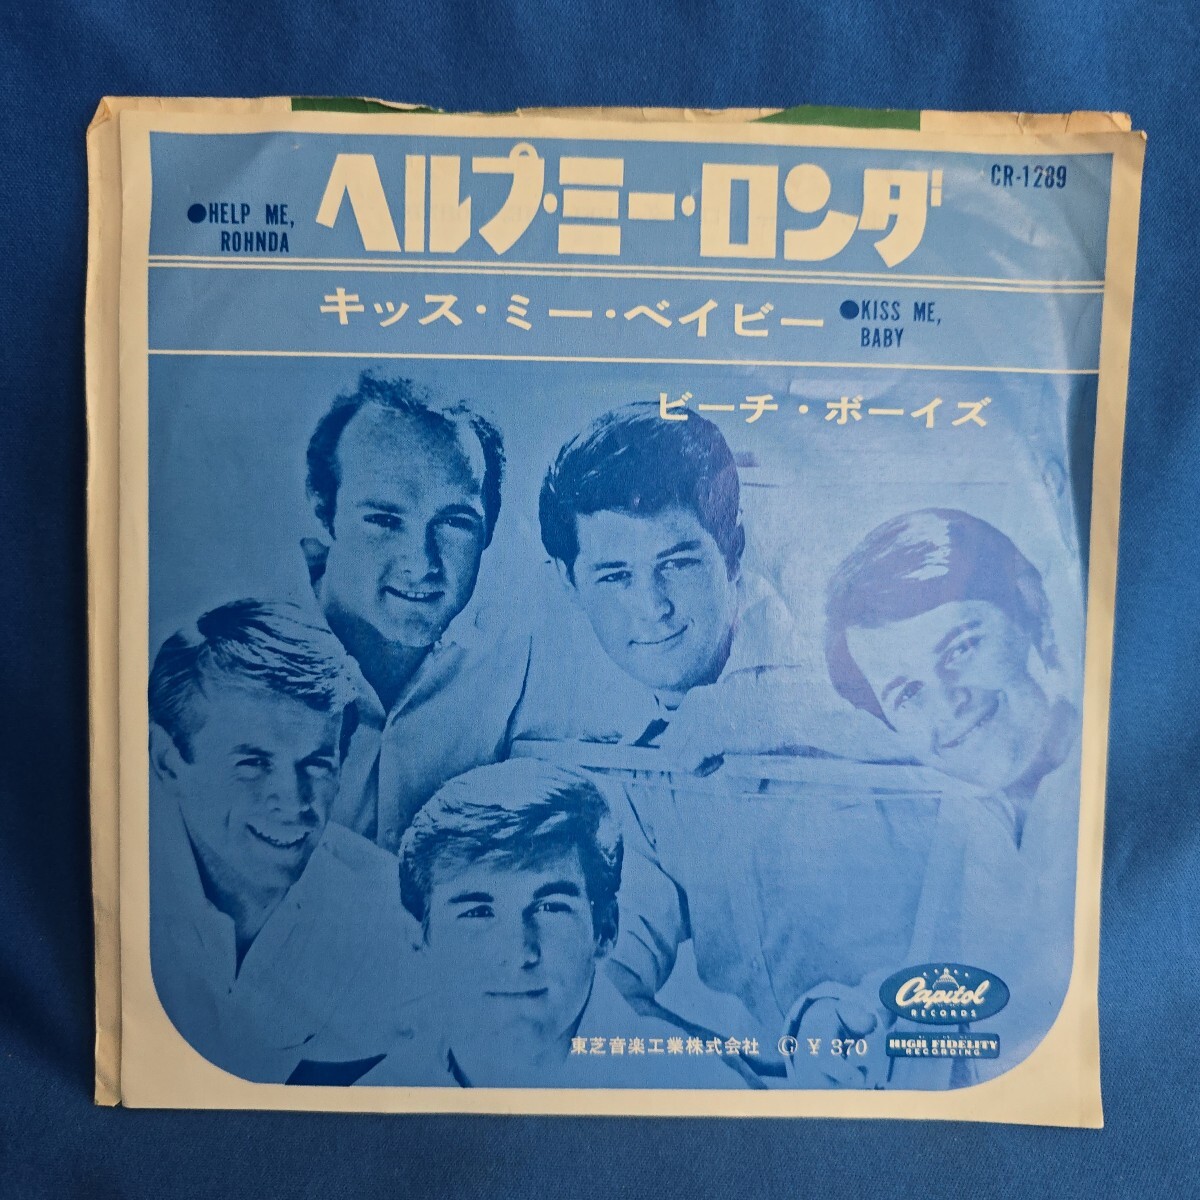 ●HELP ME, ROHNDA
ヘルプ・ミー・ロンダ
CR-1289
キッス・ミー・ベイビー
●KISS ME, BABY
ビーチ・ボーイズ
Capitol
RECORDS
HIGH FIDELITY
RECORDING
東芝音楽工業株式会社 © ¥ 370